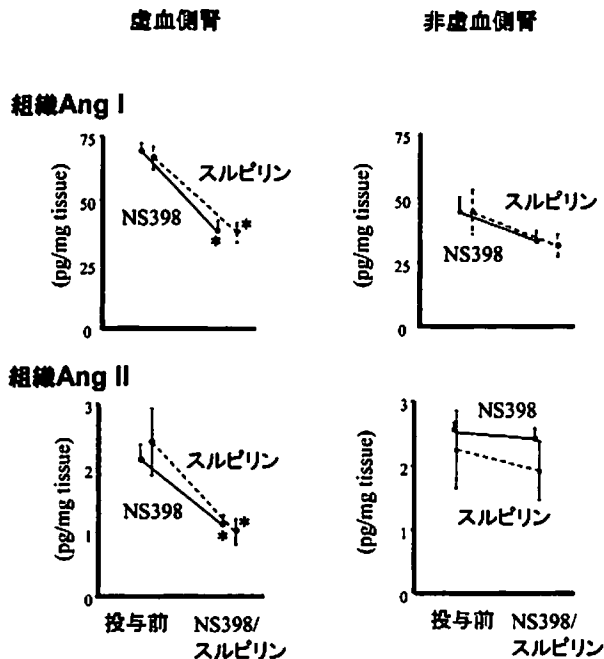 虚血側腎
非虚血側腎
組織Ang I
(pg/mg tissue)
75
50
25
0
スルピリン
NS398
*
*
(pg/mg tissue)
75
50
25
0
スルピリン
NS398
組織Ang II
(pg/mg tissue)
3
2
1
0
スルピリン
NS398
*
*
投与前
NS398/
スルピリン
(pg/mg tissue)
3
2
1
0
NS398
スルピリン
投与前
NS398/
スルピリン